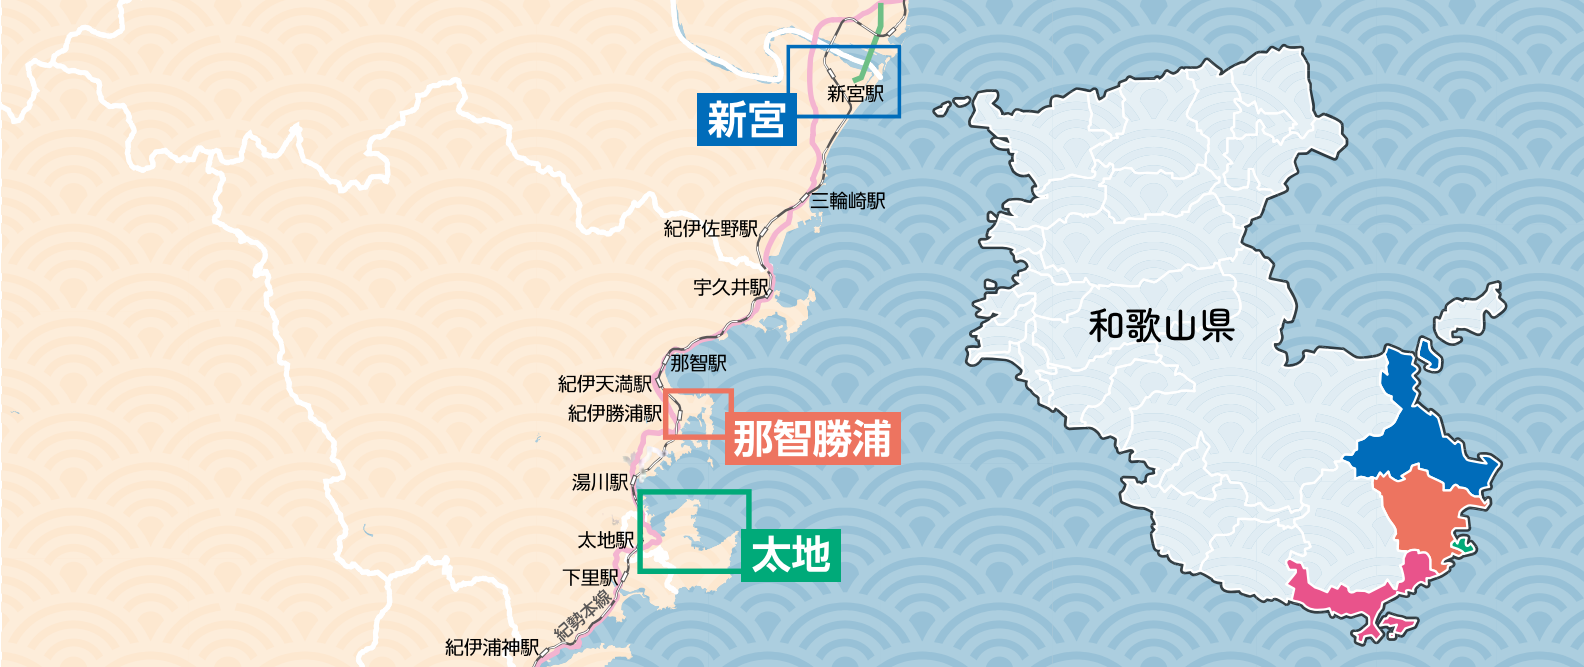 新宮駅
新宮
三輪崎駅
紀伊佐野駅
宇久井駅
那智駅
紀伊天満駅
紀伊勝浦駅
那智勝浦
湯川駅
太地駅
太地
下里駅
紀勢本線
紀伊浦神駅
和歌山県